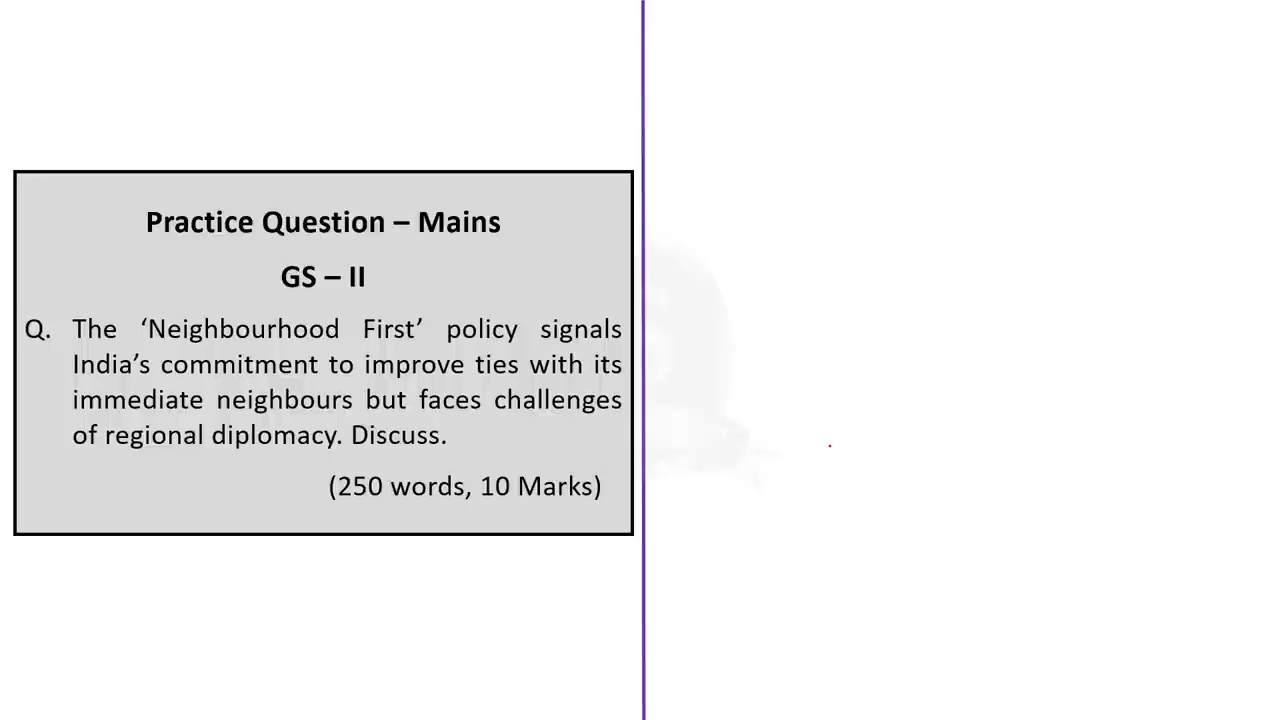 Practice Question – Mains
GS – II
Q. The ‘Neighbourhood First’ policy signals
India’s commitment to improve ties with its
immediate neighbours but faces challenges
of regional diplomacy. Discuss.
(250 words, 10 Marks)